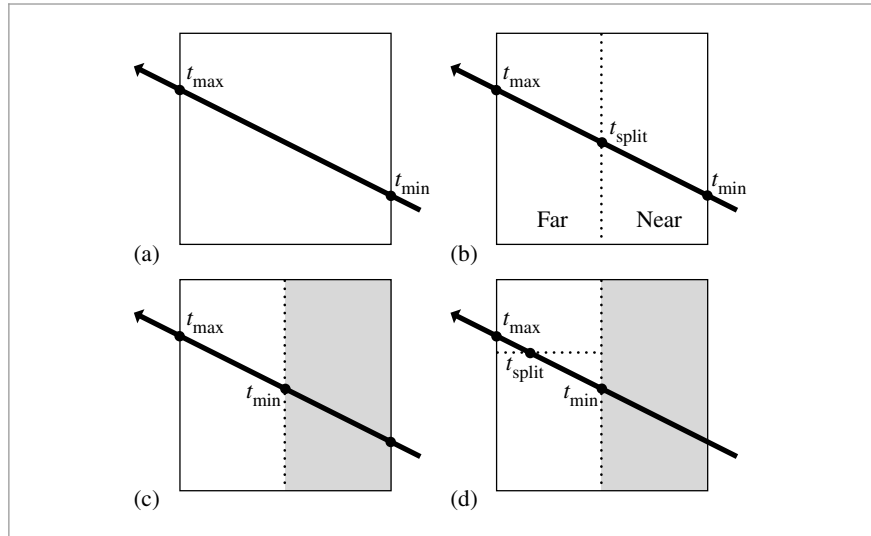 t_max
t_min
(a)
t_max
t_split
t_min
Far Near
(b)
t_max
t_min
(c)
t_max
t_split
t_min
(d)